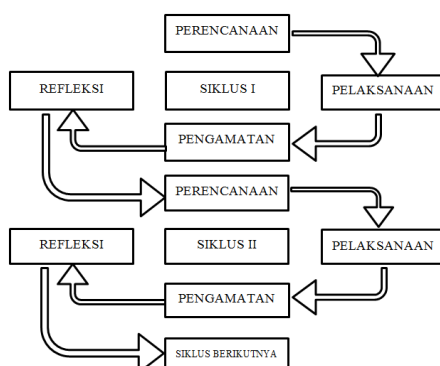 PERENCANAAN
REFLEKSI
SIKLUS I
PELAKSANAAN
PENGAMATAN
PERENCANAAN
REFLEKSI
SIKLUS II
PELAKSANAAN
PENGAMATAN
SIKLUS BERIKUTNYA